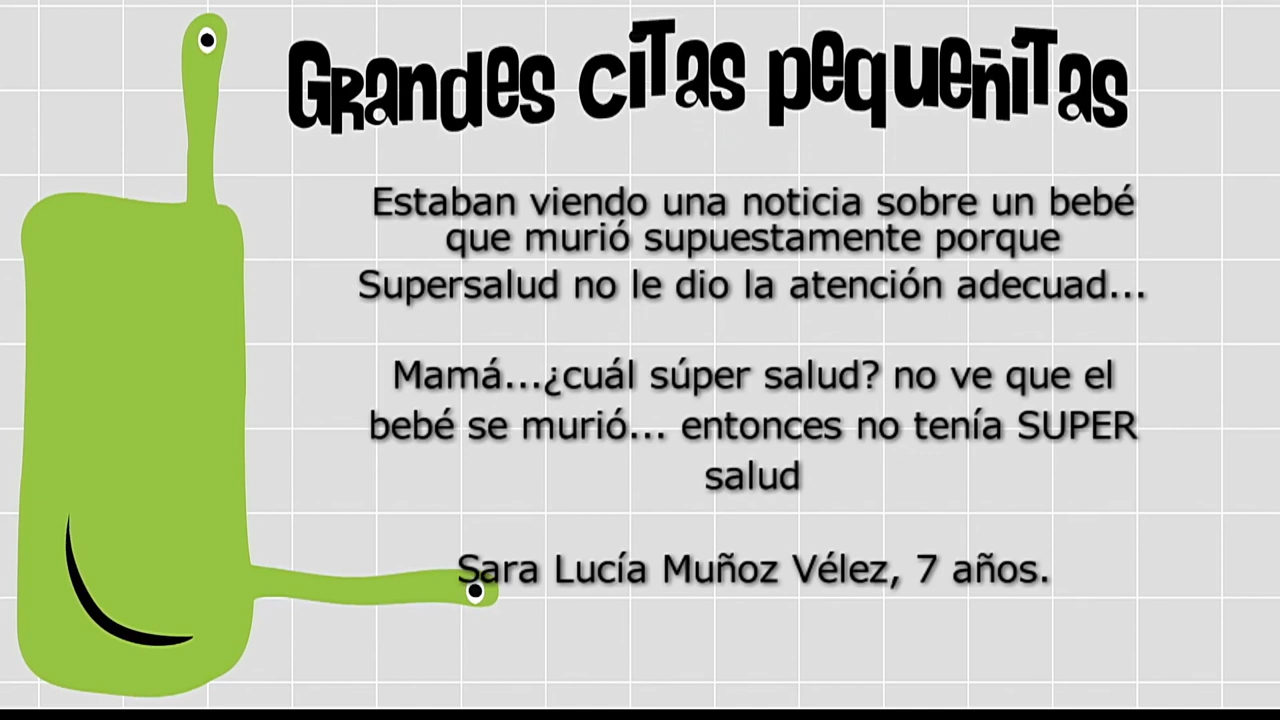 Grandes citas pequeñitas
Estaban viendo una noticia sobre un bebé
que murió supuestamente porque
Supersalud no le dio la atención adecuad...
Mamá...¿cuál súper salud? no ve que el
bebé se murió... entonces no tenía SUPER
salud
Sara Lucía Muñoz Vélez, 7 años.